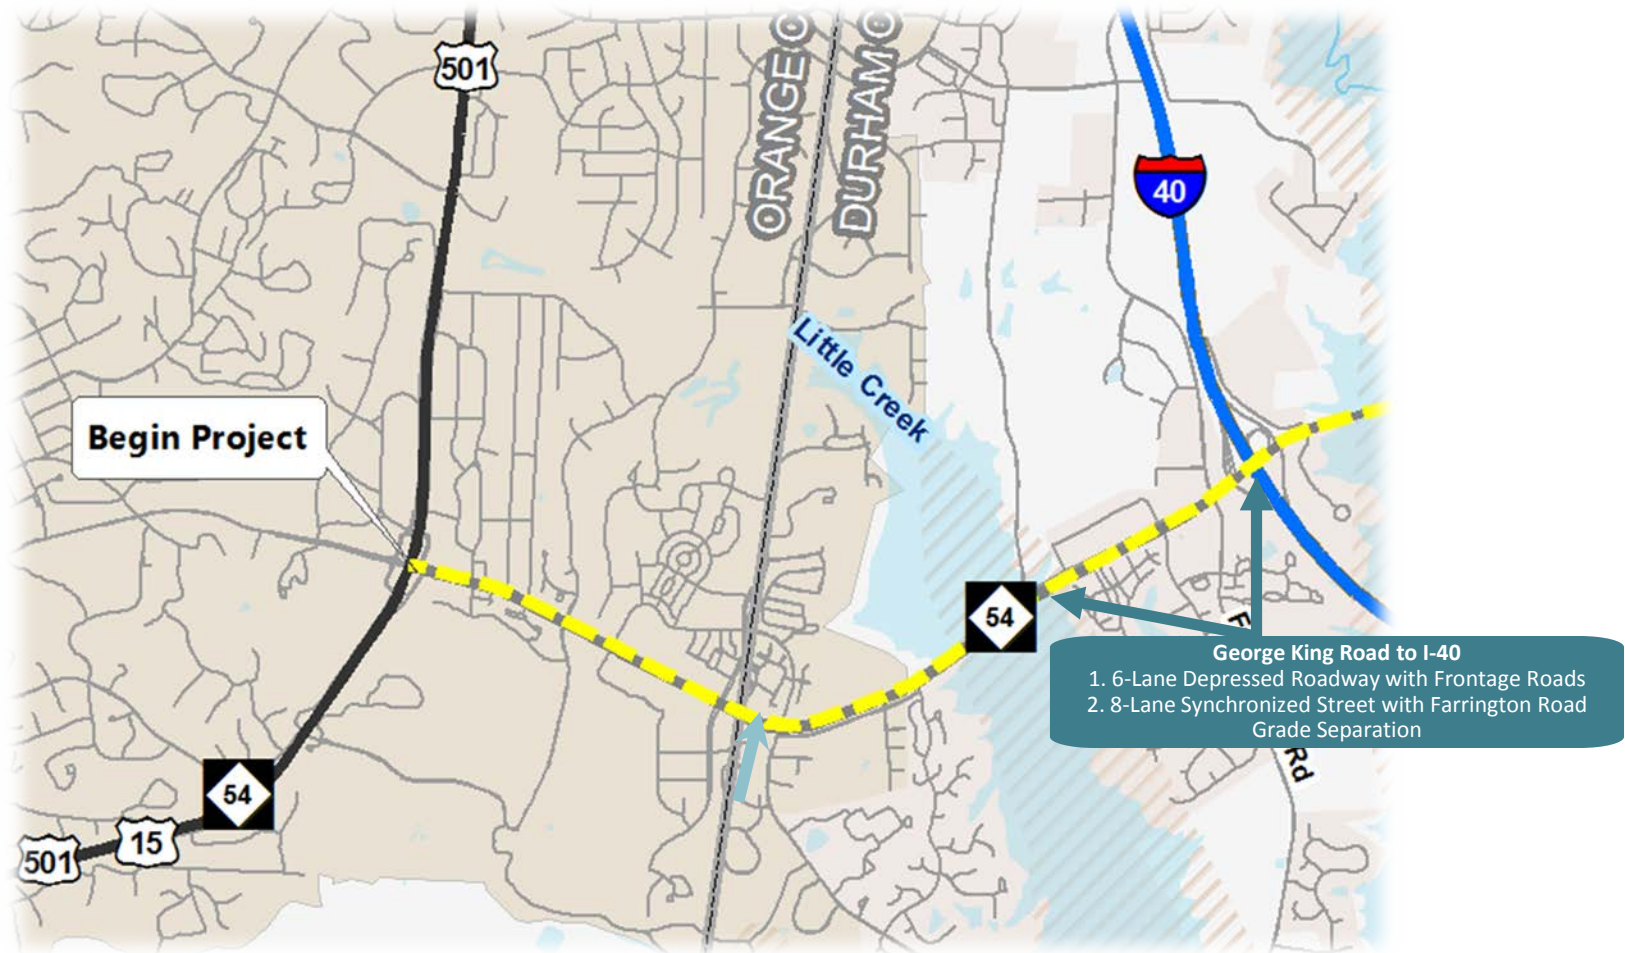 501
ORANGE CO
DURHAM CO
40
Little Creek
Begin Project
54
F
George King Road to I-40
1. 6-Lane Depressed Roadway with Frontage Roads
2. 8-Lane Synchronized Street with Farrington Road
Grade Separation
Rd
54
15
501